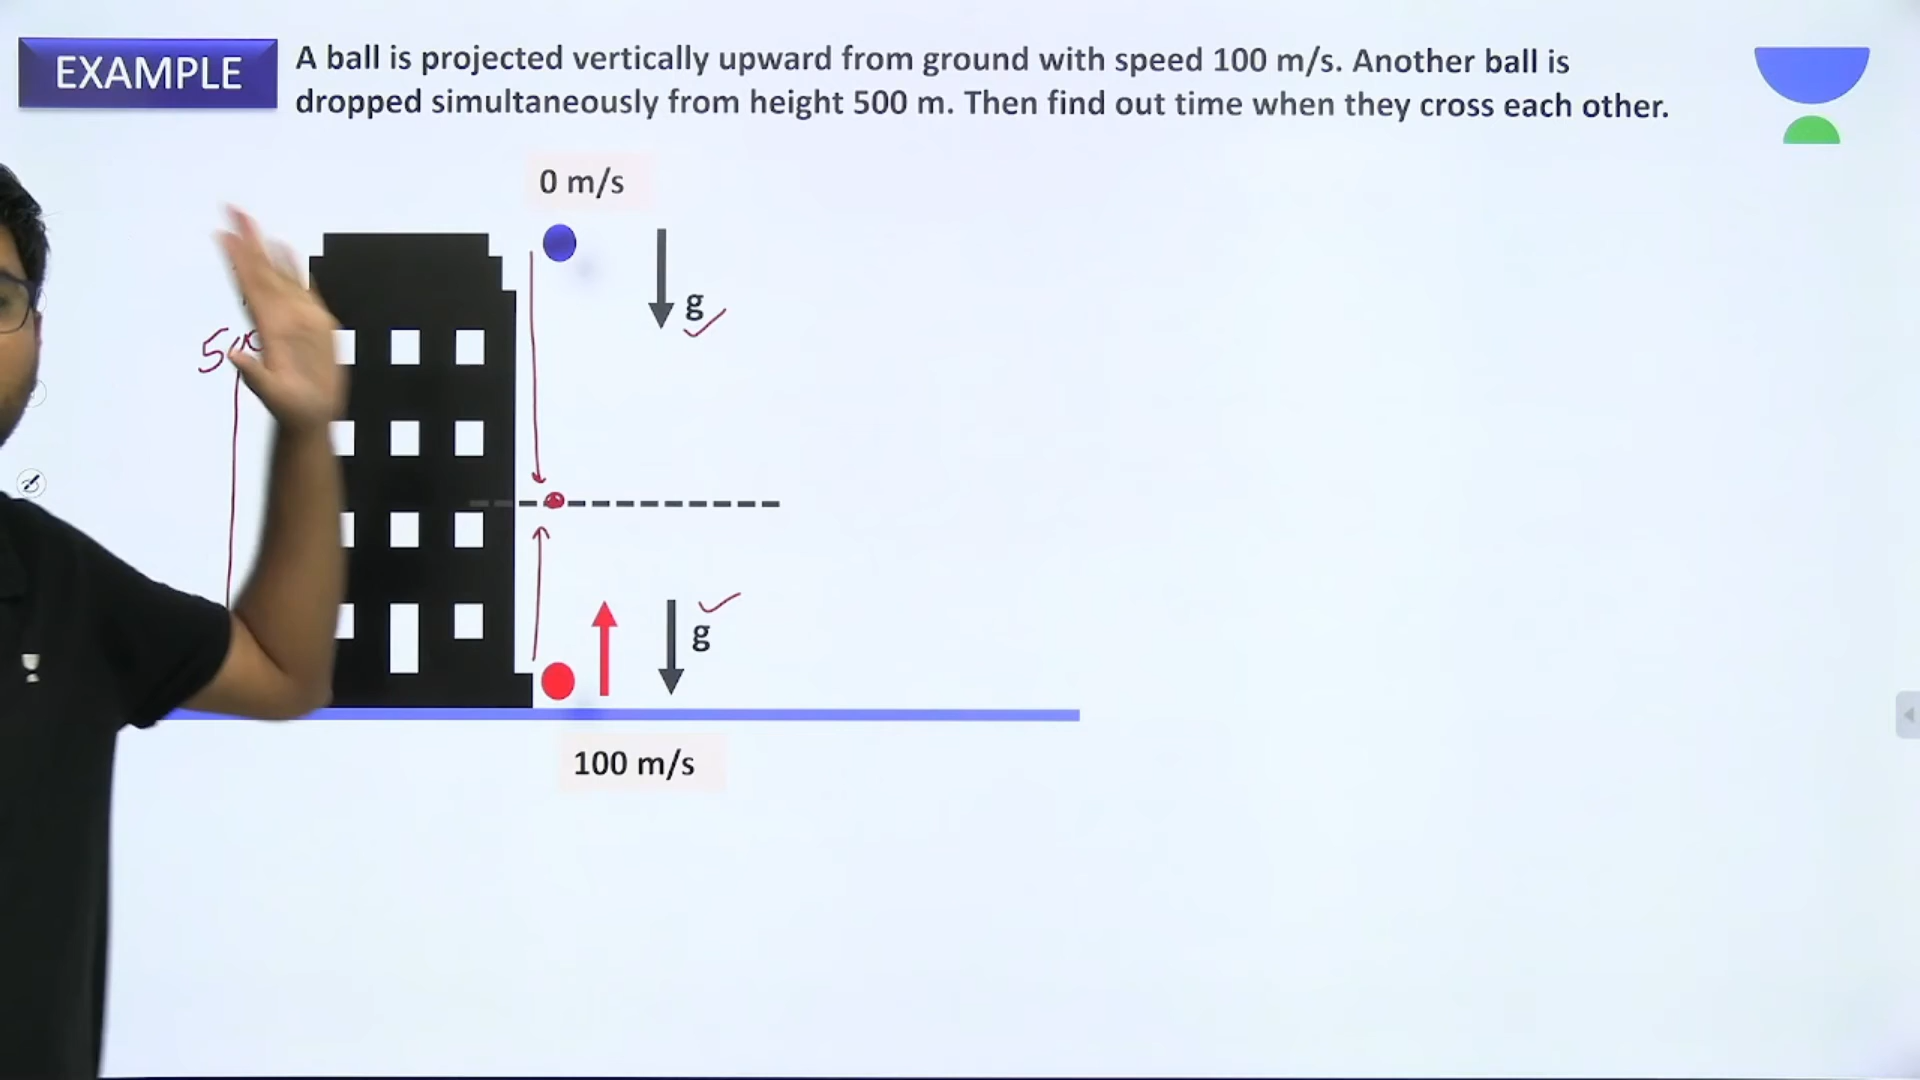 EXAMPLE
A ball is projected vertically upward from ground with speed 100 m/s. Another ball is
dropped simultaneously from height 500 m. Then find out time when they cross each other.
0 m/s
g
g
100 m/s